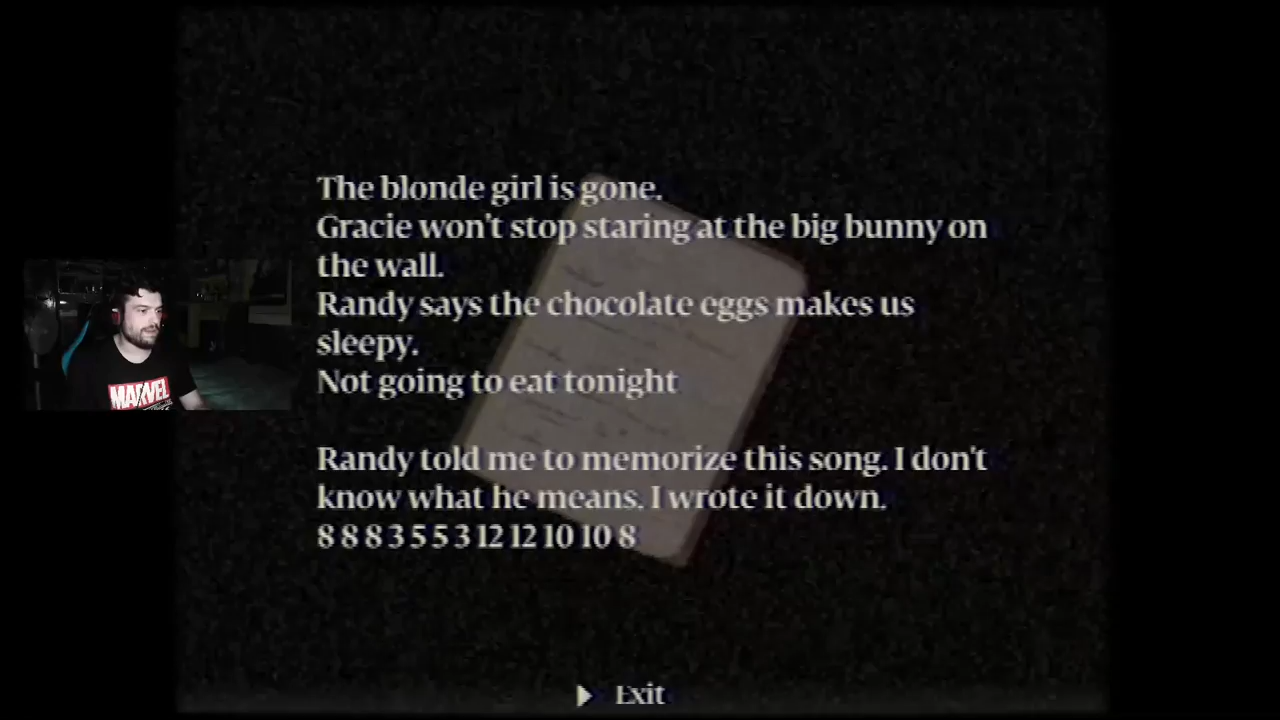 The blonde girl is gone.
Gracie won't stop staring at the big bunny on
the wall.
Randy says the chocolate eggs makes us
sleepy.
Not going to eat tonight
Randy told me to memorize this song. I don't
know what he means. I wrote it down.
8 8 8 3 5 5 3 12 12 10 10 8
MARVEL
Exit